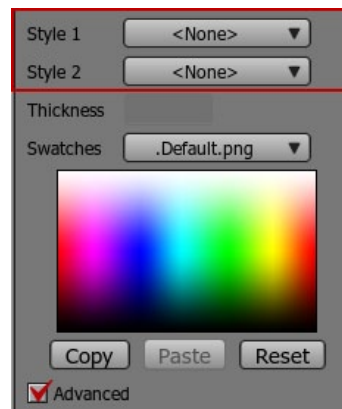 Style 1 <None>
Style 2 <None>
Thickness
Swatches .Default.png
Copy Paste Reset
Advanced